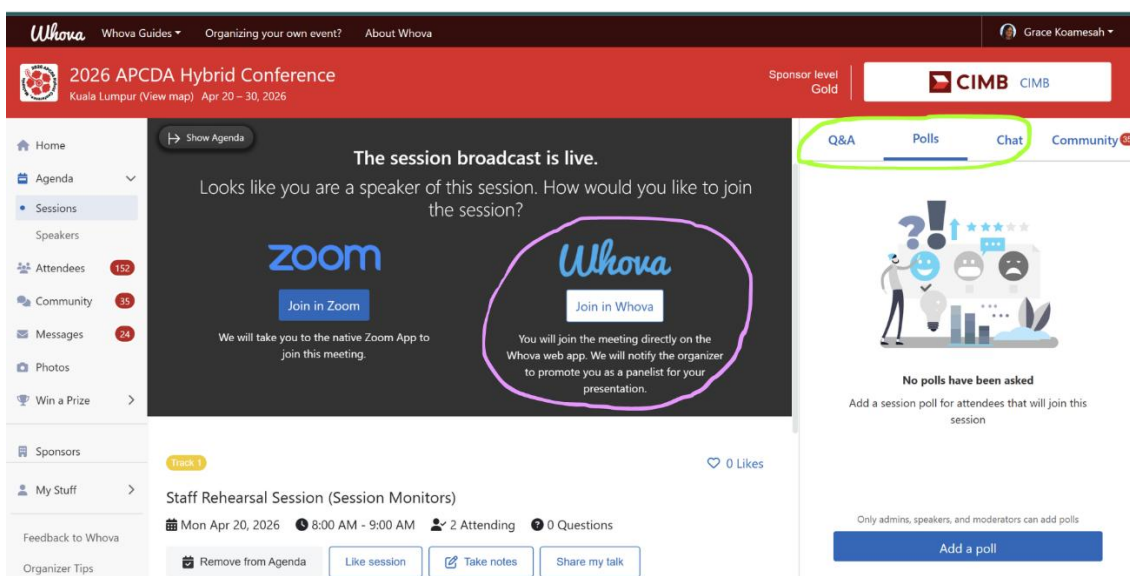 Whova Whova Guides Organizing your own event? About Whova Grace Koamesah
2026 APCDA Hybrid Conference
Kuala Lumpur (View map) Apr 20 – 30, 2026
Sponsor level
Gold
CIMB CIMB
Home
Agenda
Sessions
Speakers
Attendees 152
Community 35
Messages 24
Photos
Win a Prize
Sponsors
My Stuff
Feedback to Whova
Organizer Tips
Show Agenda
The session broadcast is live.
Looks like you are a speaker of this session. How would you like to join
the session?
zoom
Join in Zoom
We will take you to the native Zoom App to
join this meeting.
Whova
Join in Whova
You will join the meeting directly on the
Whova web app. We will notify the organizer
to promote you as a panelist for your
presentation.
Track 1
0 Likes
Staff Rehearsal Session (Session Monitors)
Mon Apr 20, 2026 8:00 AM - 9:00 AM 2 Attending 0 Questions
Remove from Agenda Like session Take notes Share my talk
Q&A Polls Chat Community 35
No polls have been asked
Add a session poll for attendees that will join this
session
Only admins, speakers, and moderators can add polls
Add a poll